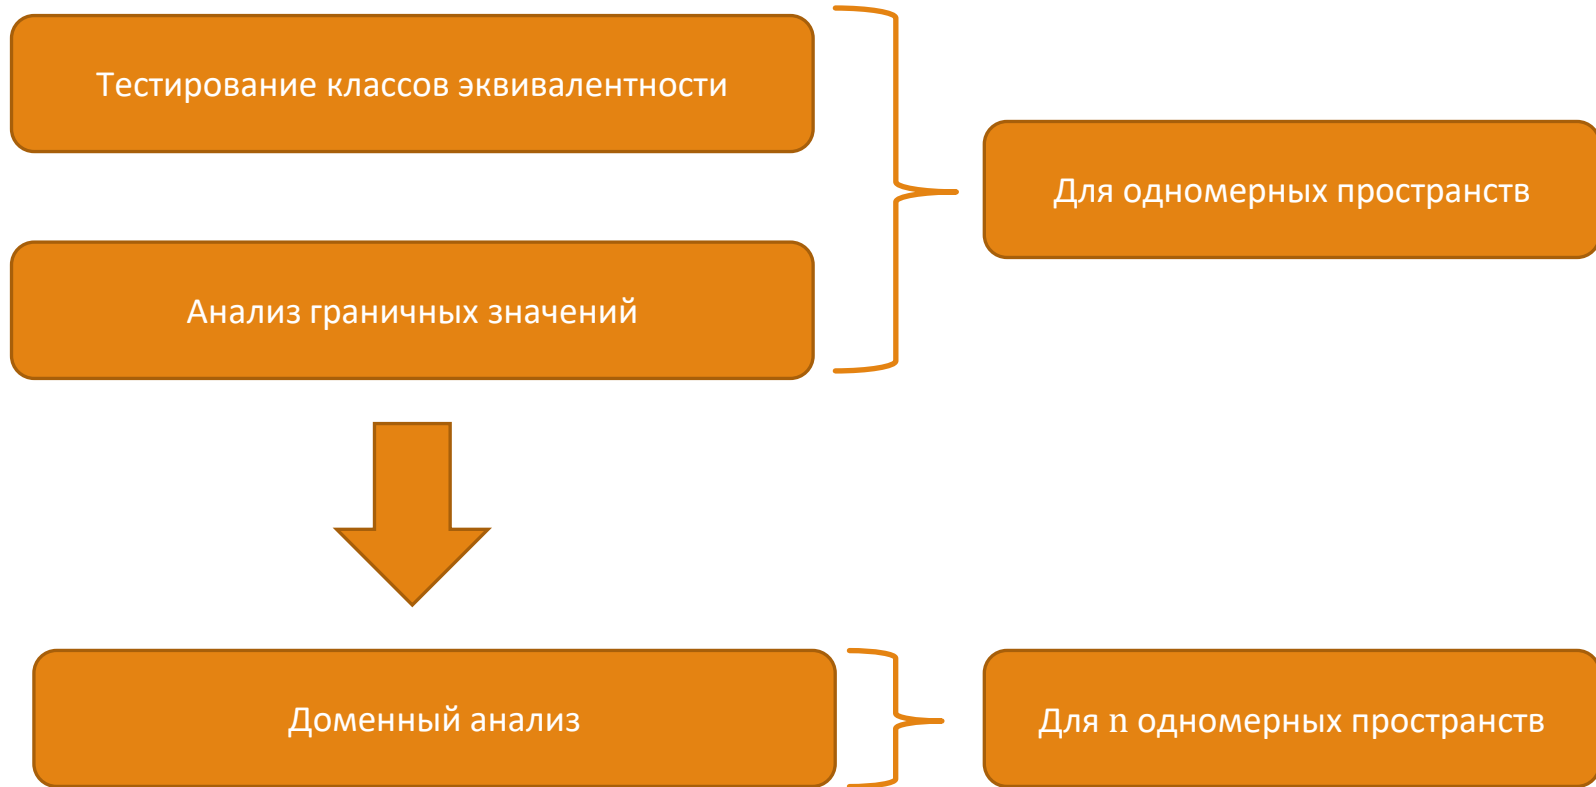 Тестирование классов эквивалентности
Для одномерных пространств
Анализ граничных значений
Доменный анализ
Для n одномерных пространств